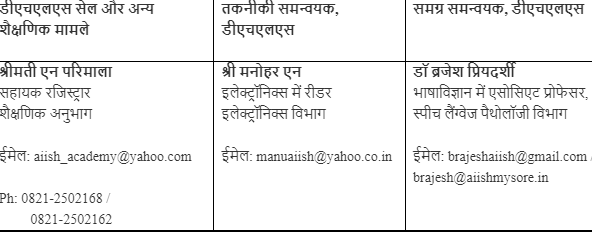 डीएचएलएस सेल और अन्य
शैक्षणिक मामले
तकनीकी समन्वयक,
डीएचएलएस
समग्र समन्वयक, डीएचएलएस
श्रीमती एन परिमाला
सहायक रजिस्ट्रार
शैक्षणिक अनुभाग
ईमेल: aiish_academy@yahoo.com
Ph: 0821-2502168 /
0821-2502162
श्री मनोहर एन
इलेक्ट्रॉनिक्स में रीडर
इलेक्ट्रॉनिक्स विभाग
ईमेल: manuaiish@yahoo.co.in
डॉ ब्रजेश प्रियदर्शी
भाषाविज्ञान में एसोसिएट प्रोफेसर,
स्पीच लैंग्वेज पैथोलॉजी विभाग
ईमेल: brajeshaiish@gmail.com /
brajesh@aiishmysore.in